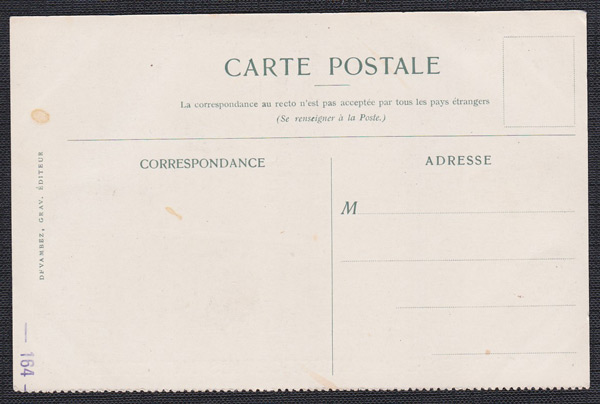 CARTE POSTALE
La correspondance au recto n'est pas acceptée par tous les pays étrangers
(Se renseigner à la Poste.)
CORRESPONDANCE
ADRESSE
M
DEVAMBEZ, GRAV. ÉDITEUR
— 164 —